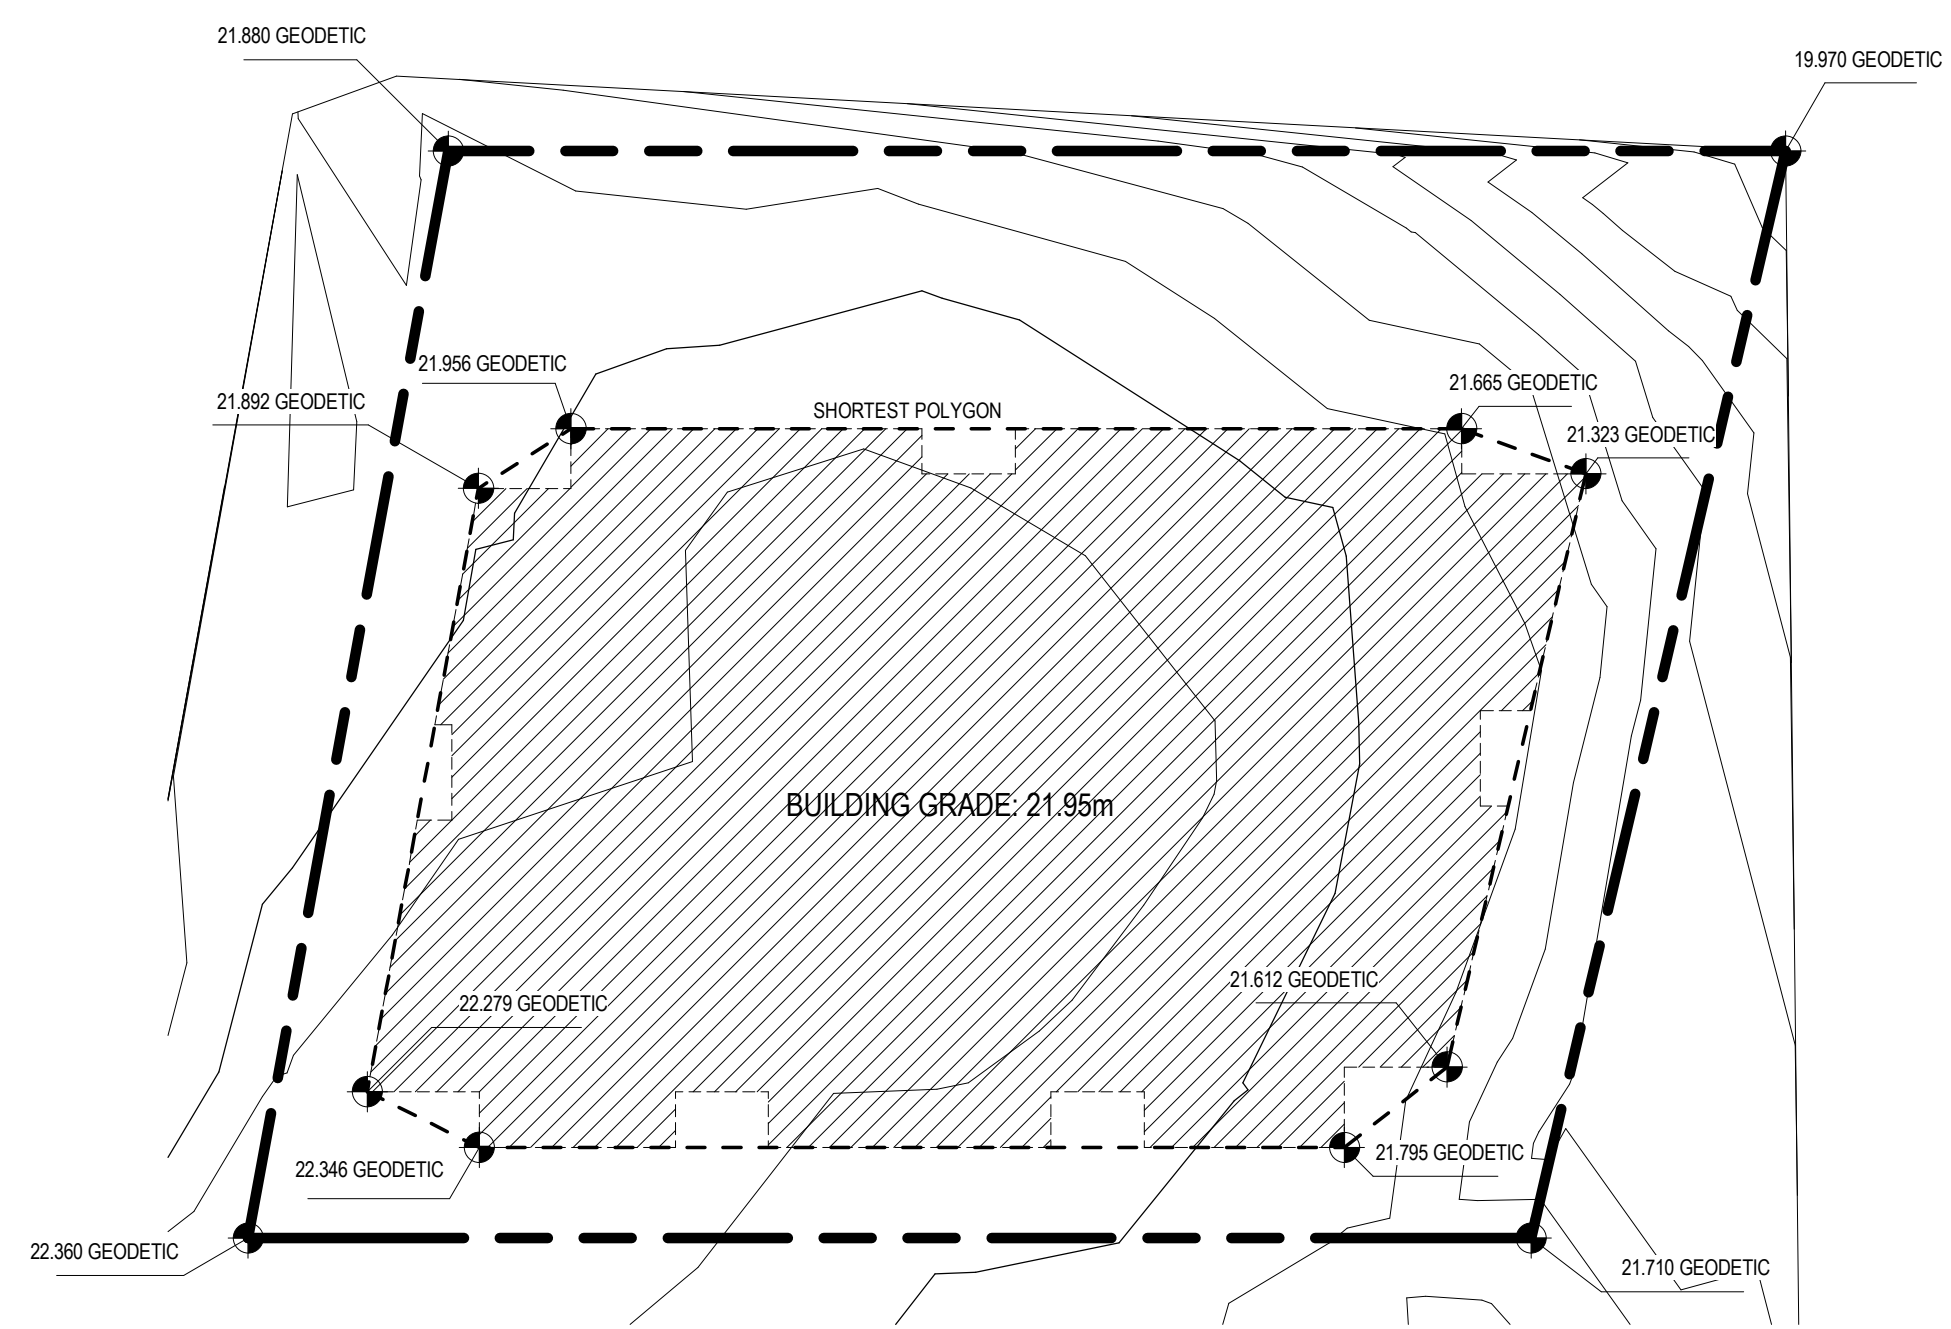 21.880 GEODETIC
19.970 GEODETIC
21.956 GEODETIC
21.892 GEODETIC
SHORTEST POLYGON
21.665 GEODETIC
21.323 GEODETIC
BUILDING GRADE: 21.95m
22.279 GEODETIC
21.612 GEODETIC
22.346 GEODETIC
21.795 GEODETIC
22.360 GEODETIC
21.710 GEODETIC